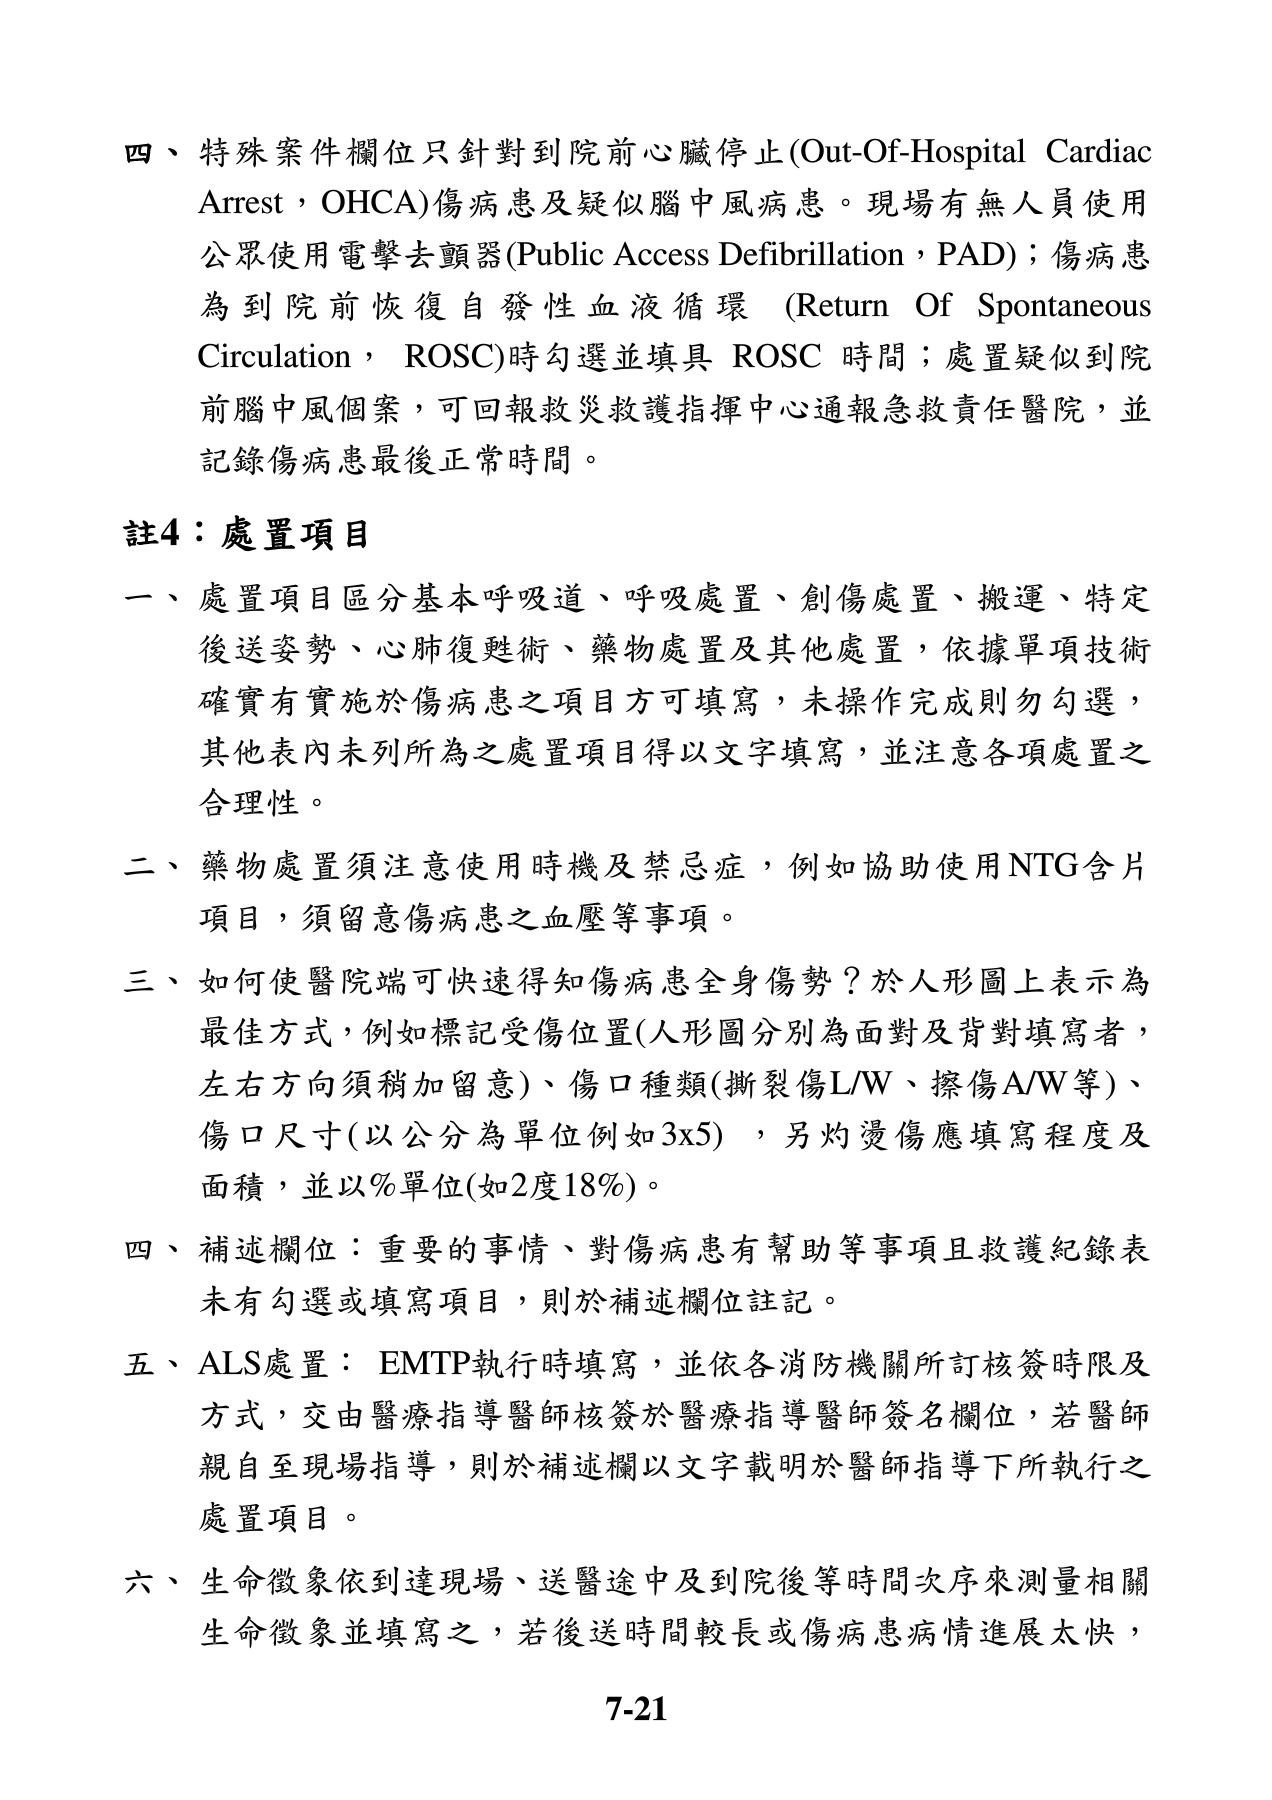 四、特殊案件欄位只針對到院前心臟停止(Out-Of-Hospital Cardiac
Arrest，OHCA)傷病患及疑似腦中風病患。現場有無人員使用
公眾使用電擊去顫器(Public Access Defibrillation，PAD)；傷病患
為到院前恢復自發性血液循環 (Return Of Spontaneous
Circulation， ROSC)時勾選並填具 ROSC 時間；處置疑似到院
前腦中風個案，可回報救災救護指揮中心通報急救責任醫院，並
記錄傷病患最後正常時間。
註4：處置項目
一、處置項目區分基本呼吸道、呼吸處置、創傷處置、搬運、特定
後送姿勢、心肺復甦術、藥物處置及其他處置，依據單項技術
確實有實施於傷病患之項目方可填寫，未操作完成則勿勾選，
其他表內未列所為之處置項目得以文字填寫，並注意各項處置之
合理性。
二、藥物處置須注意使用時機及禁忌症，例如協助使用NTG含片
項目，須留意傷病患之血壓等事項。
三、如何使醫院端可快速得知傷病患全身傷勢？於人形圖上表示為
最佳方式，例如標記受傷位置(人形圖分別為面對及背對填寫者，
左右方向須稍加留意)、傷口種類(撕裂傷L/W、擦傷A/W等)、
傷口尺寸(以公分為單位例如3x5) ，另灼燙傷應填寫程度及
面積，並以%單位(如2度18%)。
四、補述欄位：重要的事情、對傷病患有幫助等事項且救護紀錄表
未有勾選或填寫項目，則於補述欄位註記。
五、ALS處置： EMTP執行時填寫，並依各消防機關所訂核簽時限及
方式，交由醫療指導醫師核簽於醫療指導醫師簽名欄位，若醫師
親自至現場指導，則於補述欄以文字載明於醫師指導下所執行之
處置項目。
六、生命徵象依到達現場、送醫途中及到院後等時間次序來測量相關
生命徵象並填寫之，若後送時間較長或傷病患病情進展太快，
7-21